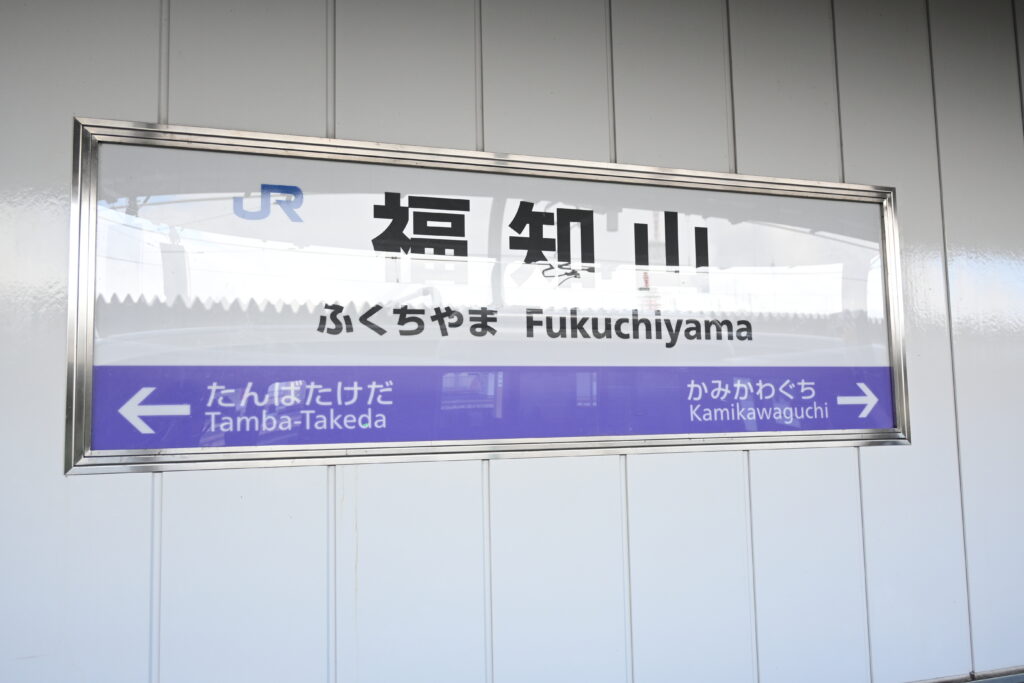 JR
福知山
ふくちやま Fukuchiyama
← たんばたけだ
Tamba-Takeda
かみかわぐち →
Kamikawaguchi